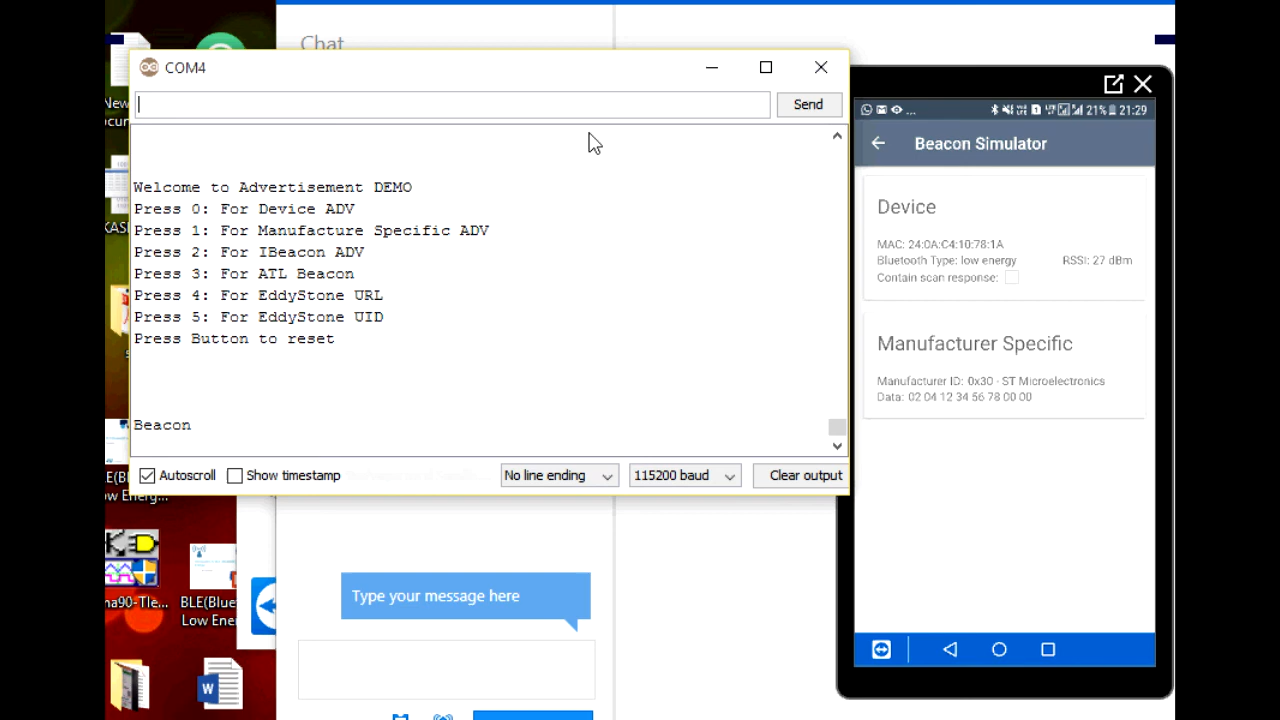 Chat
COM4
Send
Welcome to Advertisement DEMO
Press 0: For Device ADV
Press 1: For Manufacture Specific ADV
Press 2: For IBeacon ADV
Press 3: For ATL Beacon
Press 4: For EddyStone URL
Press 5: For EddyStone UID
Press Button to reset
Beacon
Autoscroll
Show timestamp
No line ending
115200 baud
Clear output
21% 21:29
Beacon Simulator
Device
MAC: 24:0A:C4:10:78:1A
Bluetooth Type: low energy
RSSI: 27 dBm
Contain scan response:
Manufacturer Specific
Manufacturer ID: 0x30 - ST Microelectronics
Data: 02 04 12 34 56 78 00 00
Type your message here
New
KAS
Low Energ...
BLE(Blue
Low Ener
W